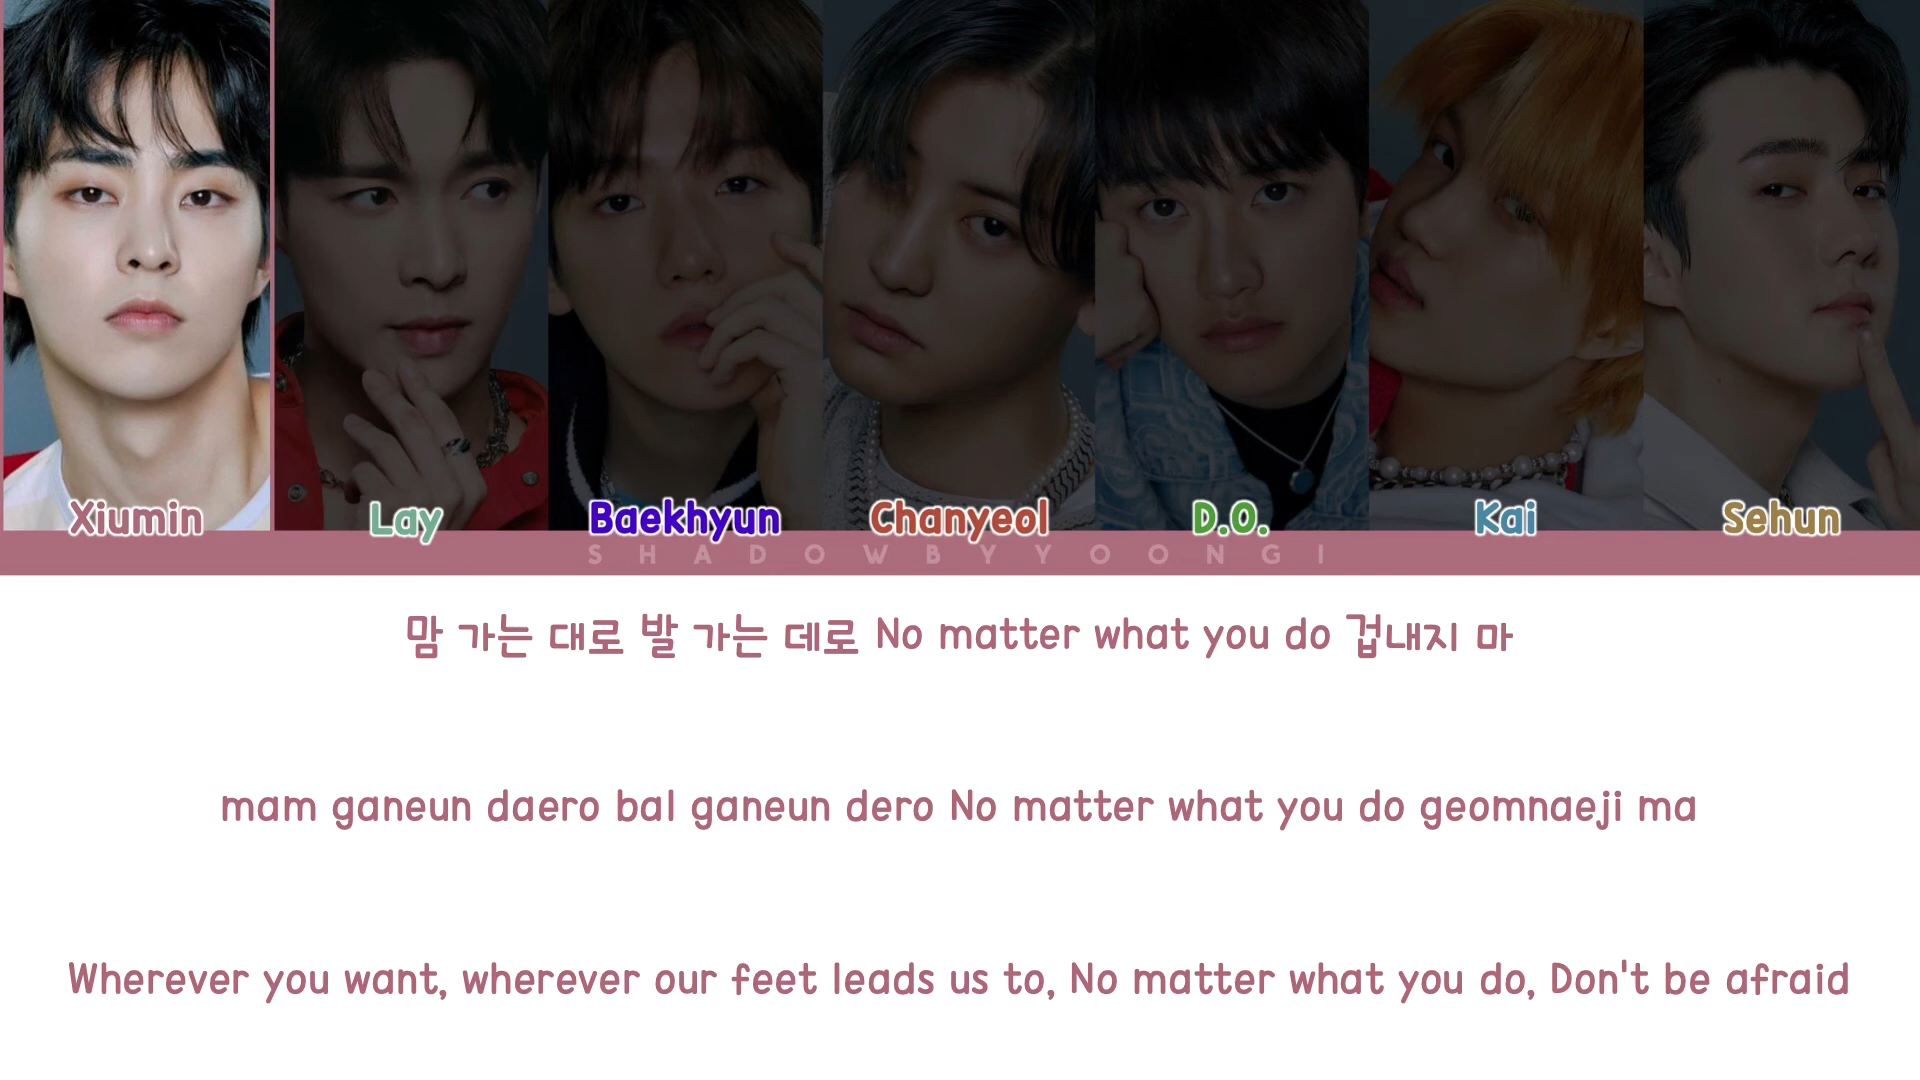 Xiumin Lay Baekhyun Chanyeol D.O. Kai Sehun
SHADOWBYYOONGI
맘 가는 대로 발 가는 데로 No matter what you do 겁내지 마
mam ganeun daero bal ganeun dero No matter what you do geomnaeji ma
Wherever you want, wherever our feet leads us to, No matter what you do, Don't be afraid